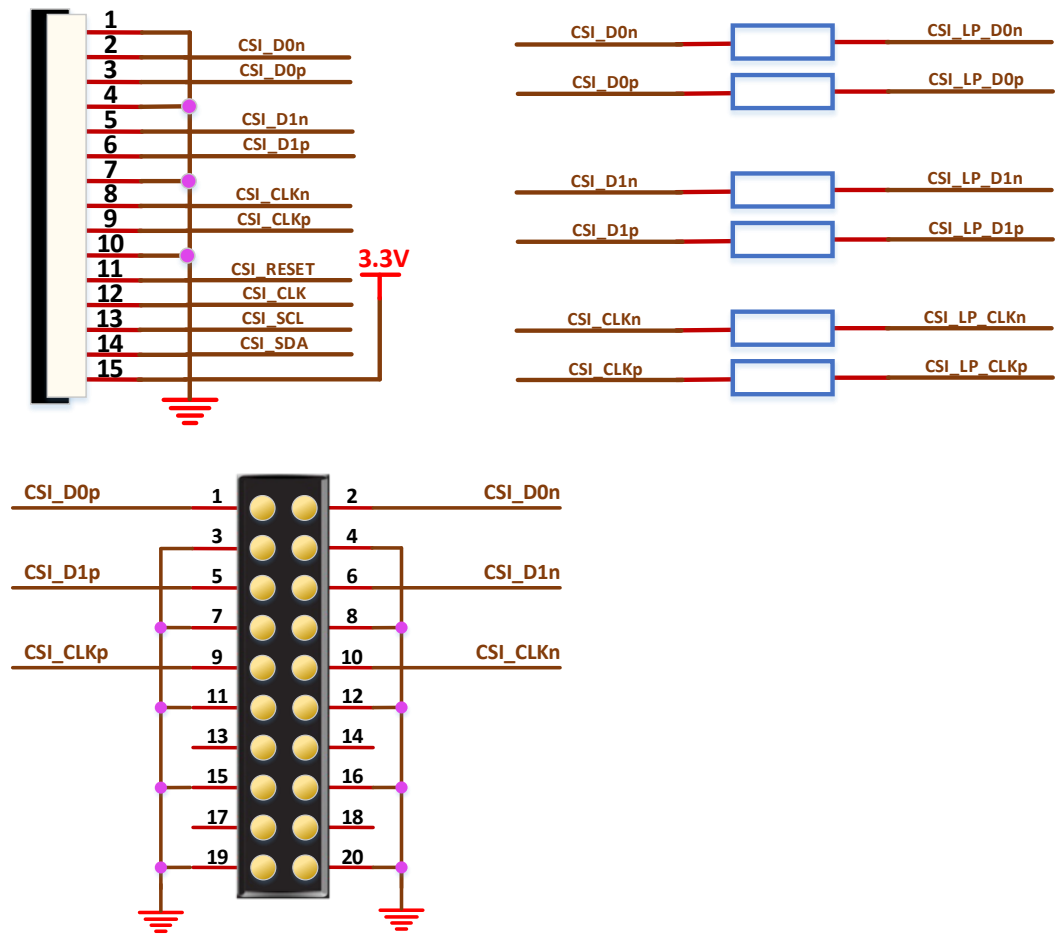 1
2 CSI_D0n
3 CSI_D0p
4
5 CSI_D1n
6 CSI_D1p
7
8 CSI_CLKn
9 CSI_CLKp
10
3.3V
11 CSI_RESET
12 CSI_CLK
13 CSI_SCL
14 CSI_SDA
15
CSI_D0n CSI_LP_D0n
CSI_D0p CSI_LP_D0p
CSI_D1n CSI_LP_D1n
CSI_D1p CSI_LP_D1p
CSI_CLKn CSI_LP_CLKn
CSI_CLKp CSI_LP_CLKp
CSI_D0p 1 2 CSI_D0n
3 4
CSI_D1p 5 6 CSI_D1n
7 8
CSI_CLKp 9 10 CSI_CLKn
11 12
13 14
15 16
17 18
19 20